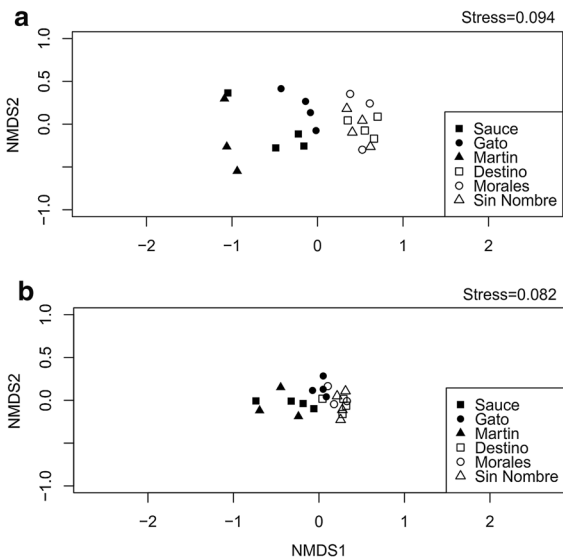 a
Stress=0.094
1.0
0.5
0.0
-1.0
NMDS2
Sauce
Gato
Martin
Destino
Morales
Sin Nombre
-2 -1 0 1 2
b
Stress=0.082
1.0
0.5
0.0
-1.0
NMDS2
Sauce
Gato
Martin
Destino
Morales
Sin Nombre
-2 -1 0 1 2
NMDS1